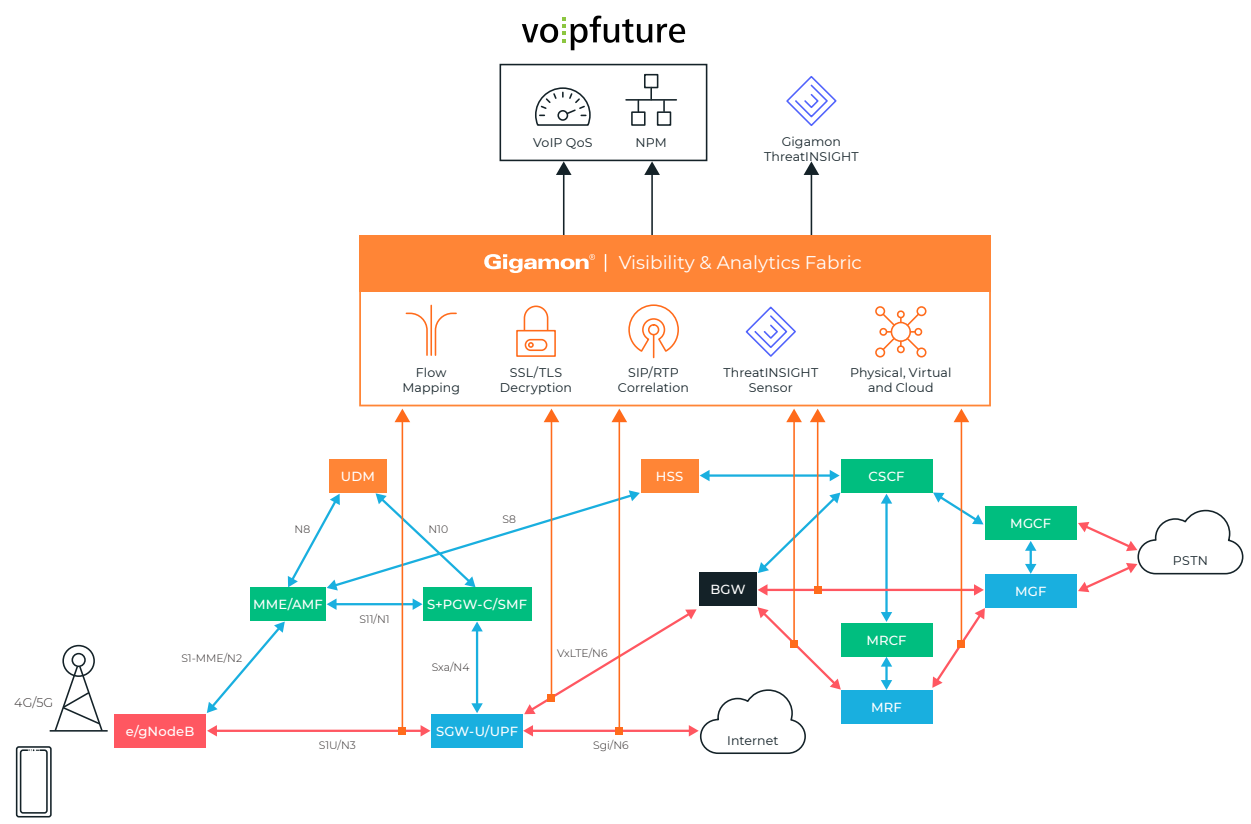 voipfuture
VoIP QoS
NPM
Gigamon
ThreatINSIGHT
Gigamon® | Visibility & Analytics Fabric
Flow
Mapping
SSL/TLS
Decryption
SIP/RTP
Correlation
ThreatINSIGHT
Sensor
Physical, Virtual
and Cloud
UDM
HSS
CSCF
N8
N10
S8
MGCF
PSTN
MME/AMF
S11/N1
S+PGW-C/SMF
BGW
MGF
S1-MME/N2
Sxa/N4
VxLTE/N6
MRCF
4G/5G
e/gNodeB
S1U/N3
SGW-U/UPF
Sgi/N6
Internet
MRF